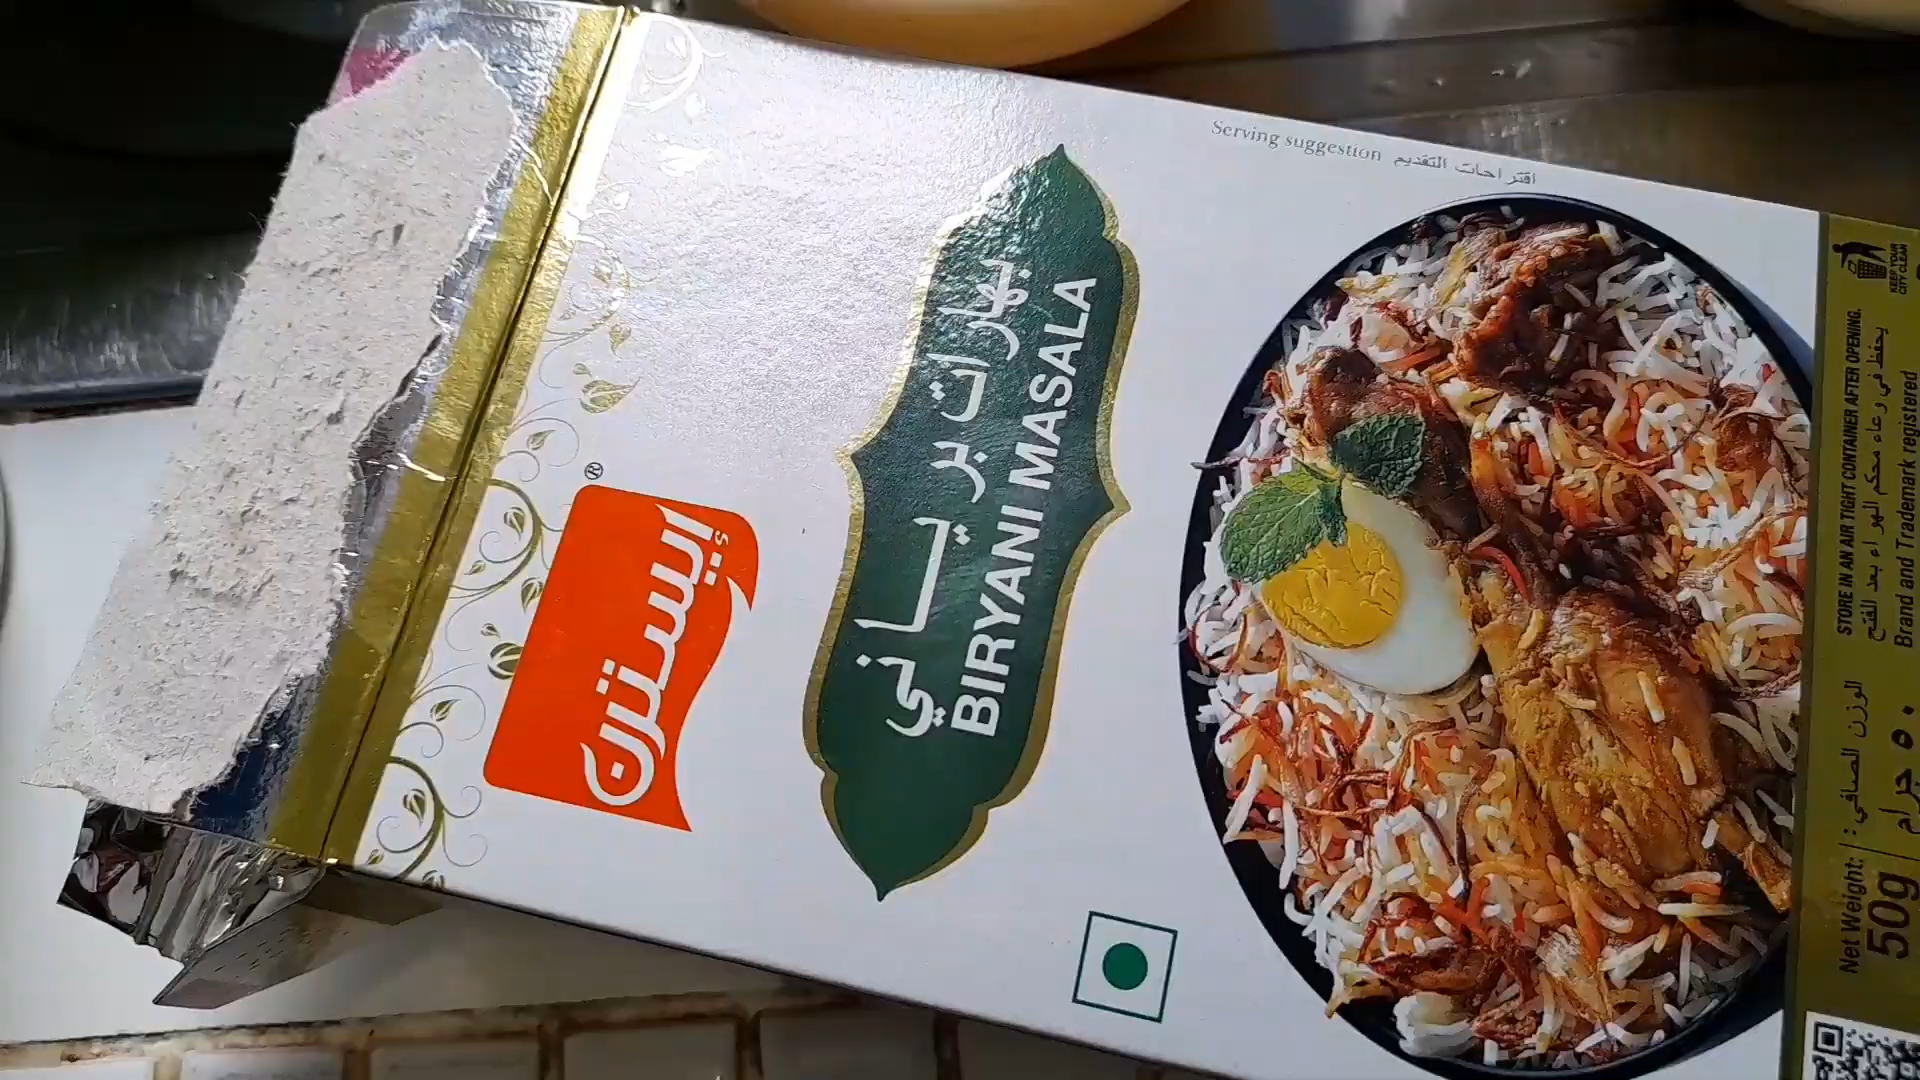 إيسترن
®
بهارات برياني
BIRYANI MASALA
Serving suggestion اقتراحات التقديم
KEEP YOUR
CITY CLEAN
STORE IN AN AIR TIGHT CONTAINER AFTER OPENING.
يحفظ في وعاء محكم الهواء بعد الفتح
Brand and Trademark registered
Net Weight: الوزن الصافي :
50g ٥٠ جرام